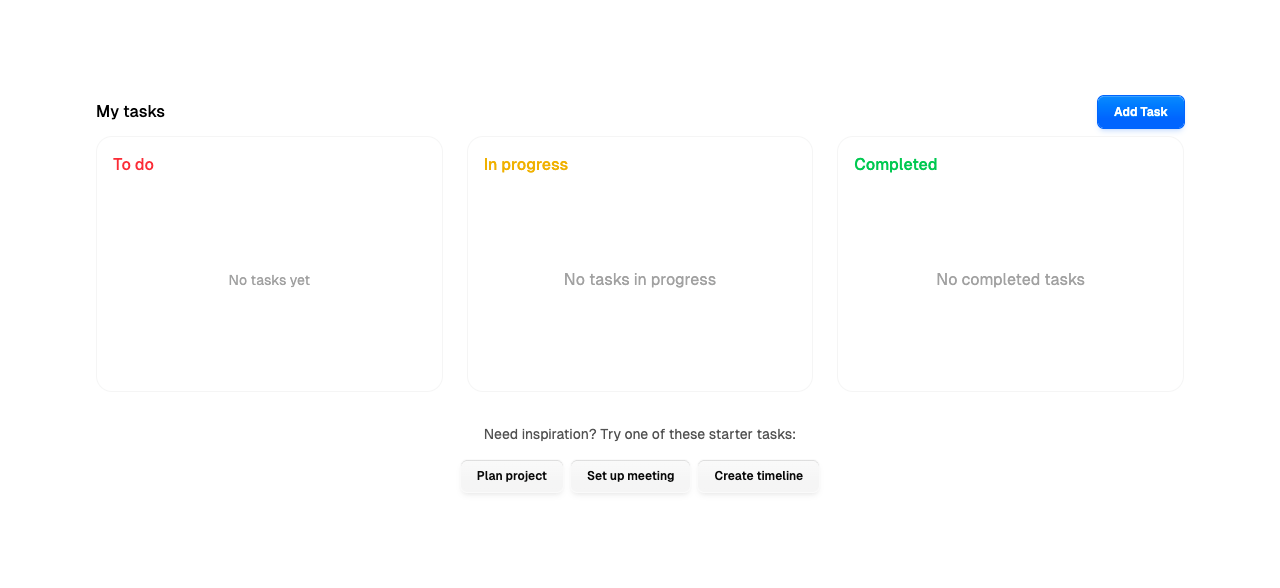 My tasks
Add Task
To do
In progress
Completed
No tasks yet
No tasks in progress
No completed tasks
Need inspiration? Try one of these starter tasks:
Plan project
Set up meeting
Create timeline